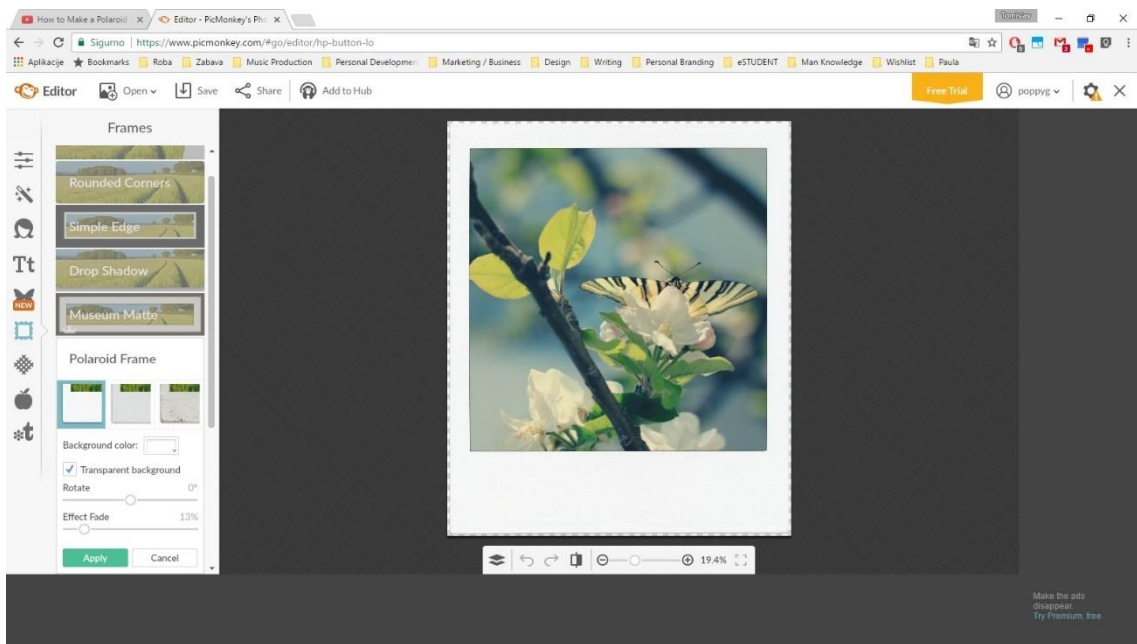 How to Make a Polaroid
Editor - PicMonkey's Pho
Tomislav
Sigurno
https://www.picmonkey.com/#go/editor/hp-button-lo
Aplikacije
Bookmarks
Roba
Zabava
Music Production
Personal Developmen
Marketing / Business
Design
Writing
Personal Branding
eSTUDENT
Man Knowledge
Wishlist
Paula
Editor
Open
Save
Share
Add to Hub
Free Trial
poppyg
Frames
Rounded Corners
Simple Edge
Drop Shadow
Museum Matte
Tt
NEW
t
Polaroid Frame
Background color:
Transparent background
Rotate 0°
Effect Fade 13%
Apply
Cancel
19.4%
Make the ads
disappear.
Try Premium, free